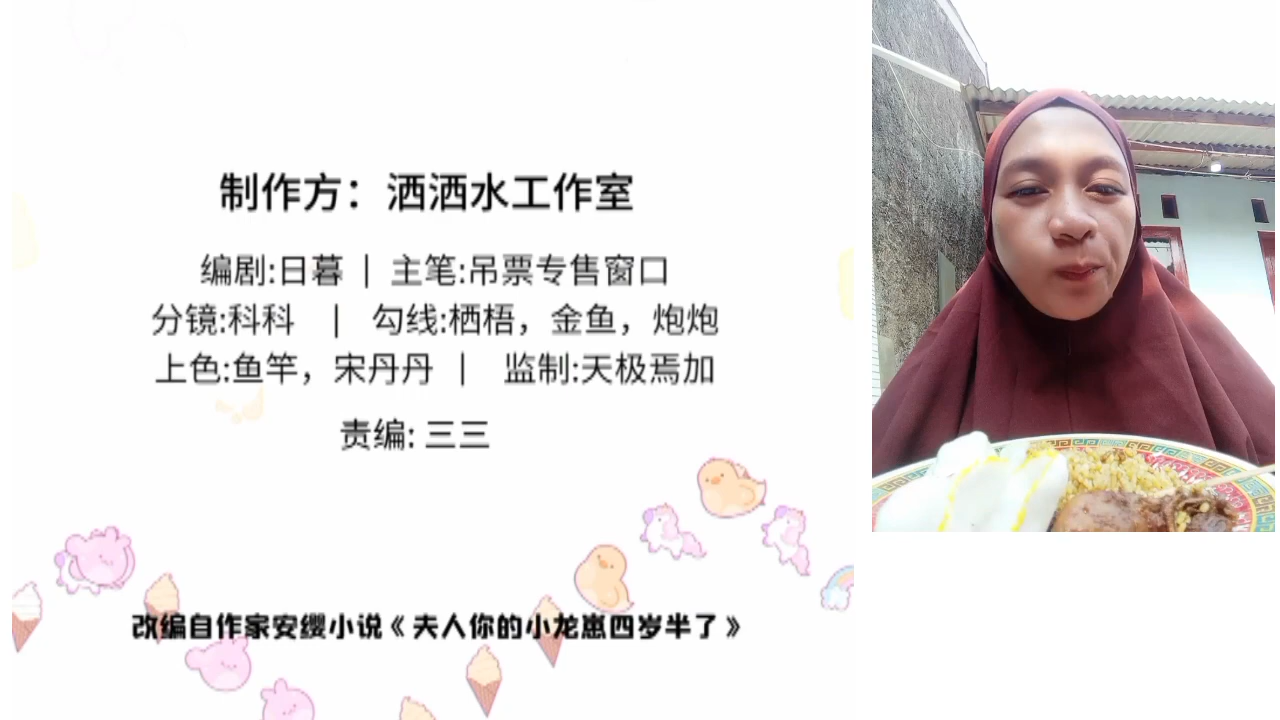 制作方：洒洒水工作室
编剧:日暮 | 主笔:吊票专售窗口
分镜:科科 | 勾线:栖梧，金鱼，炮炮
上色:鱼竿，宋丹丹 | 监制:天极焉加
责编: 三三
改编自作家安缨小说《夫人你的小龙崽四岁半了》